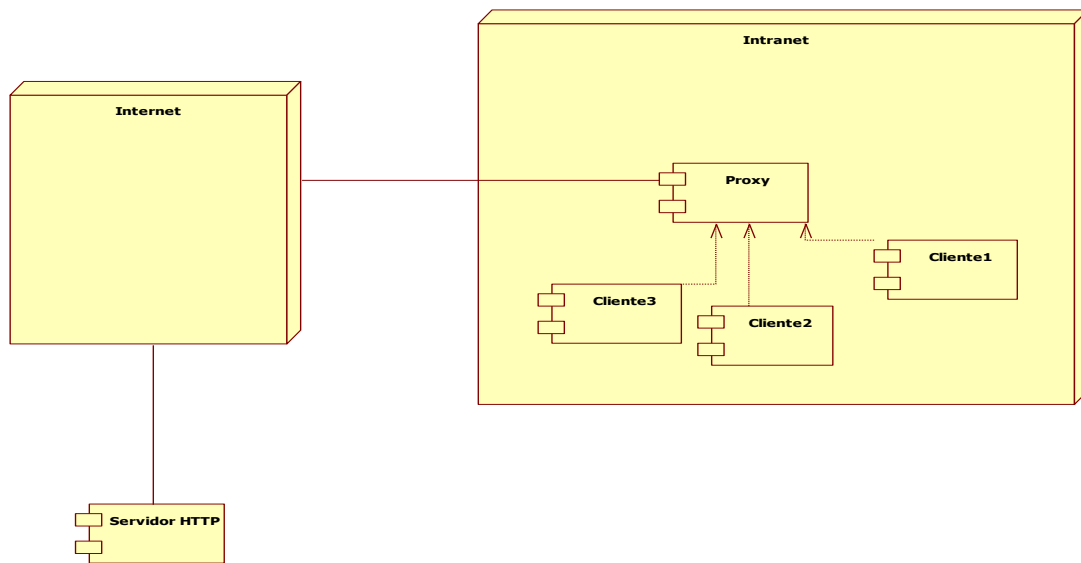 Intranet
Internet
Proxy
Cliente1
Cliente3
Cliente2
Servidor HTTP